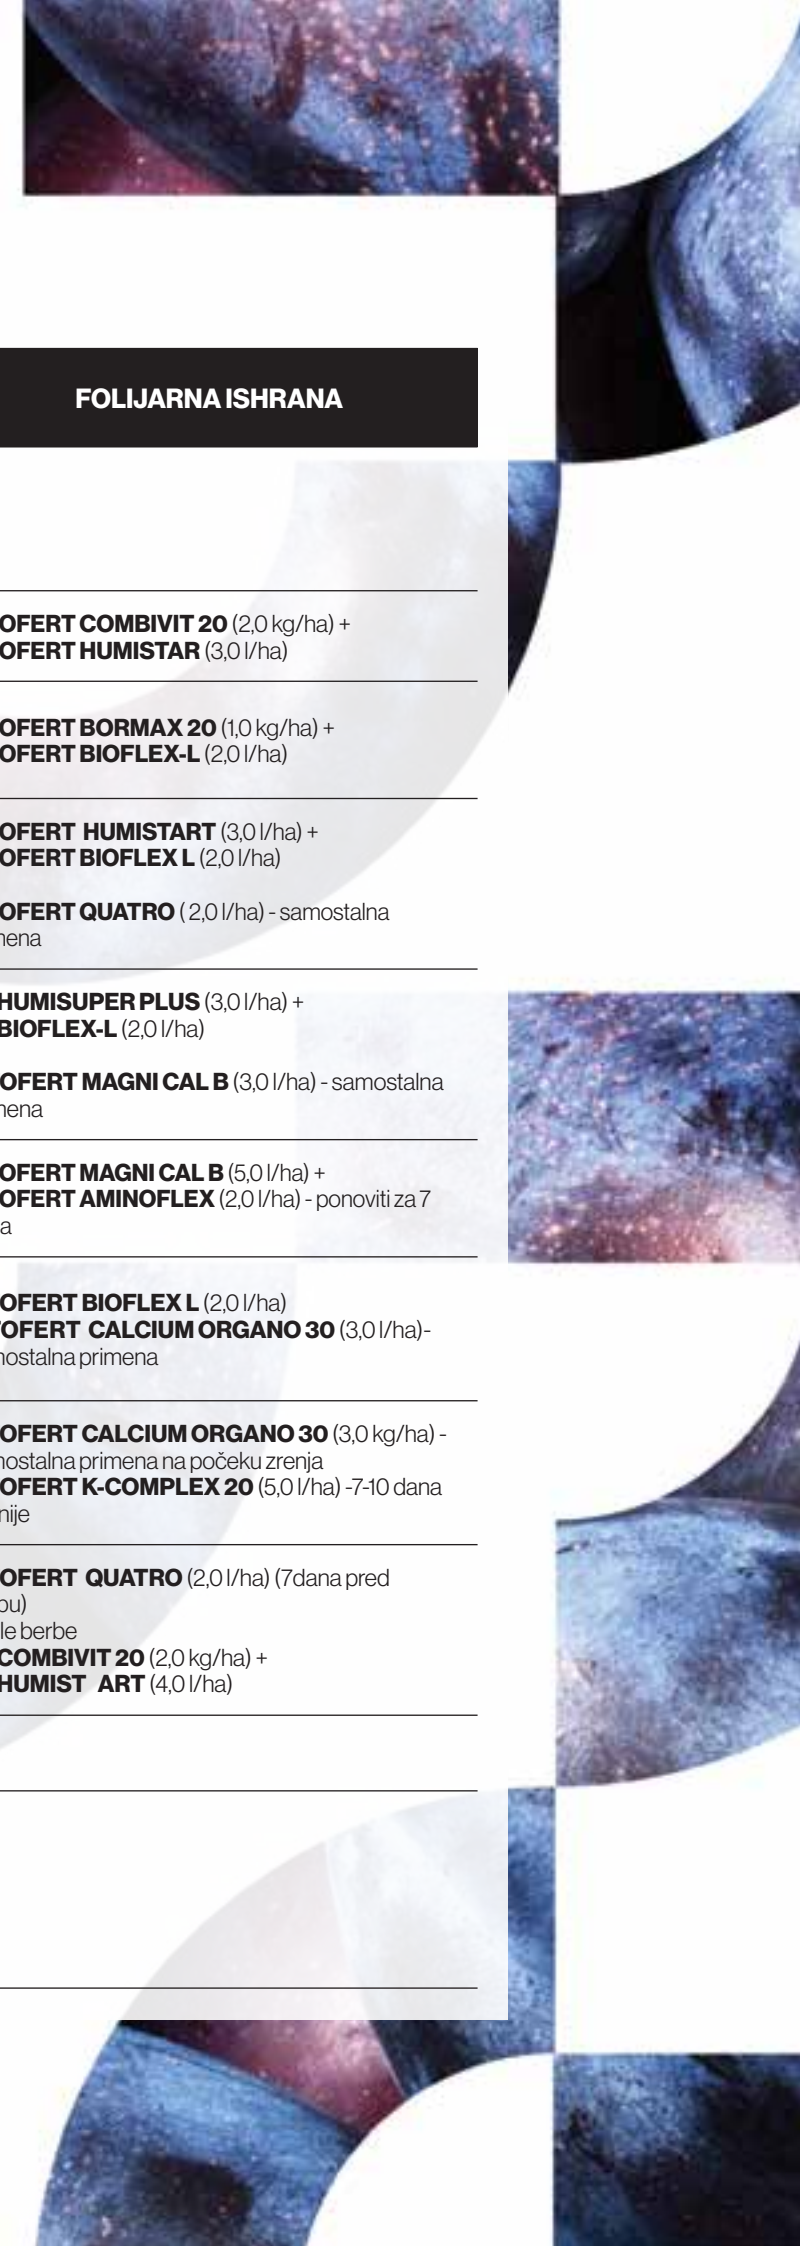 FOLIJARNA ISHRANA
OFERT COMBIVIT 20 (2,0 kg/ha) +
OFERT HUMISTAR (3,0 l/ha)
OFERT BORMAX 20 (1,0 kg/ha) +
OFERT BIOFLEX-L (2,0 l/ha)
OFERT HUMISTART (3,0 l/ha) +
OFERT BIOFLEX L (2,0 l/ha)
OFERT QUATRO ( 2,0 l/ha) - samostalna
mena
HUMISUPER PLUS (3,0 l/ha) +
BIOFLEX-L (2,0 l/ha)
OFERT MAGNI CAL B (3,0 l/ha) - samostalna
mena
OFERT MAGNI CAL B (5,0 l/ha) +
OFERT AMINOFLEX (2,0 l/ha) - ponoviti za 7
a
OFERT BIOFLEX L (2,0 l/ha)
OFERT CALCIUM ORGANO 30 (3,0 l/ha)-
mostalna primena
OFERT CALCIUM ORGANO 30 (3,0 kg/ha) -
mostalna primena na počeku zrenja
OFERT K-COMPLEX 20 (5,0 l/ha) -7-10 dana
nije
OFERT QUATRO (2,0 l/ha) (7dana pred
bu)
le berbe
COMBIVIT 20 (2,0 kg/ha) +
HUMIST ART (4,0 l/ha)